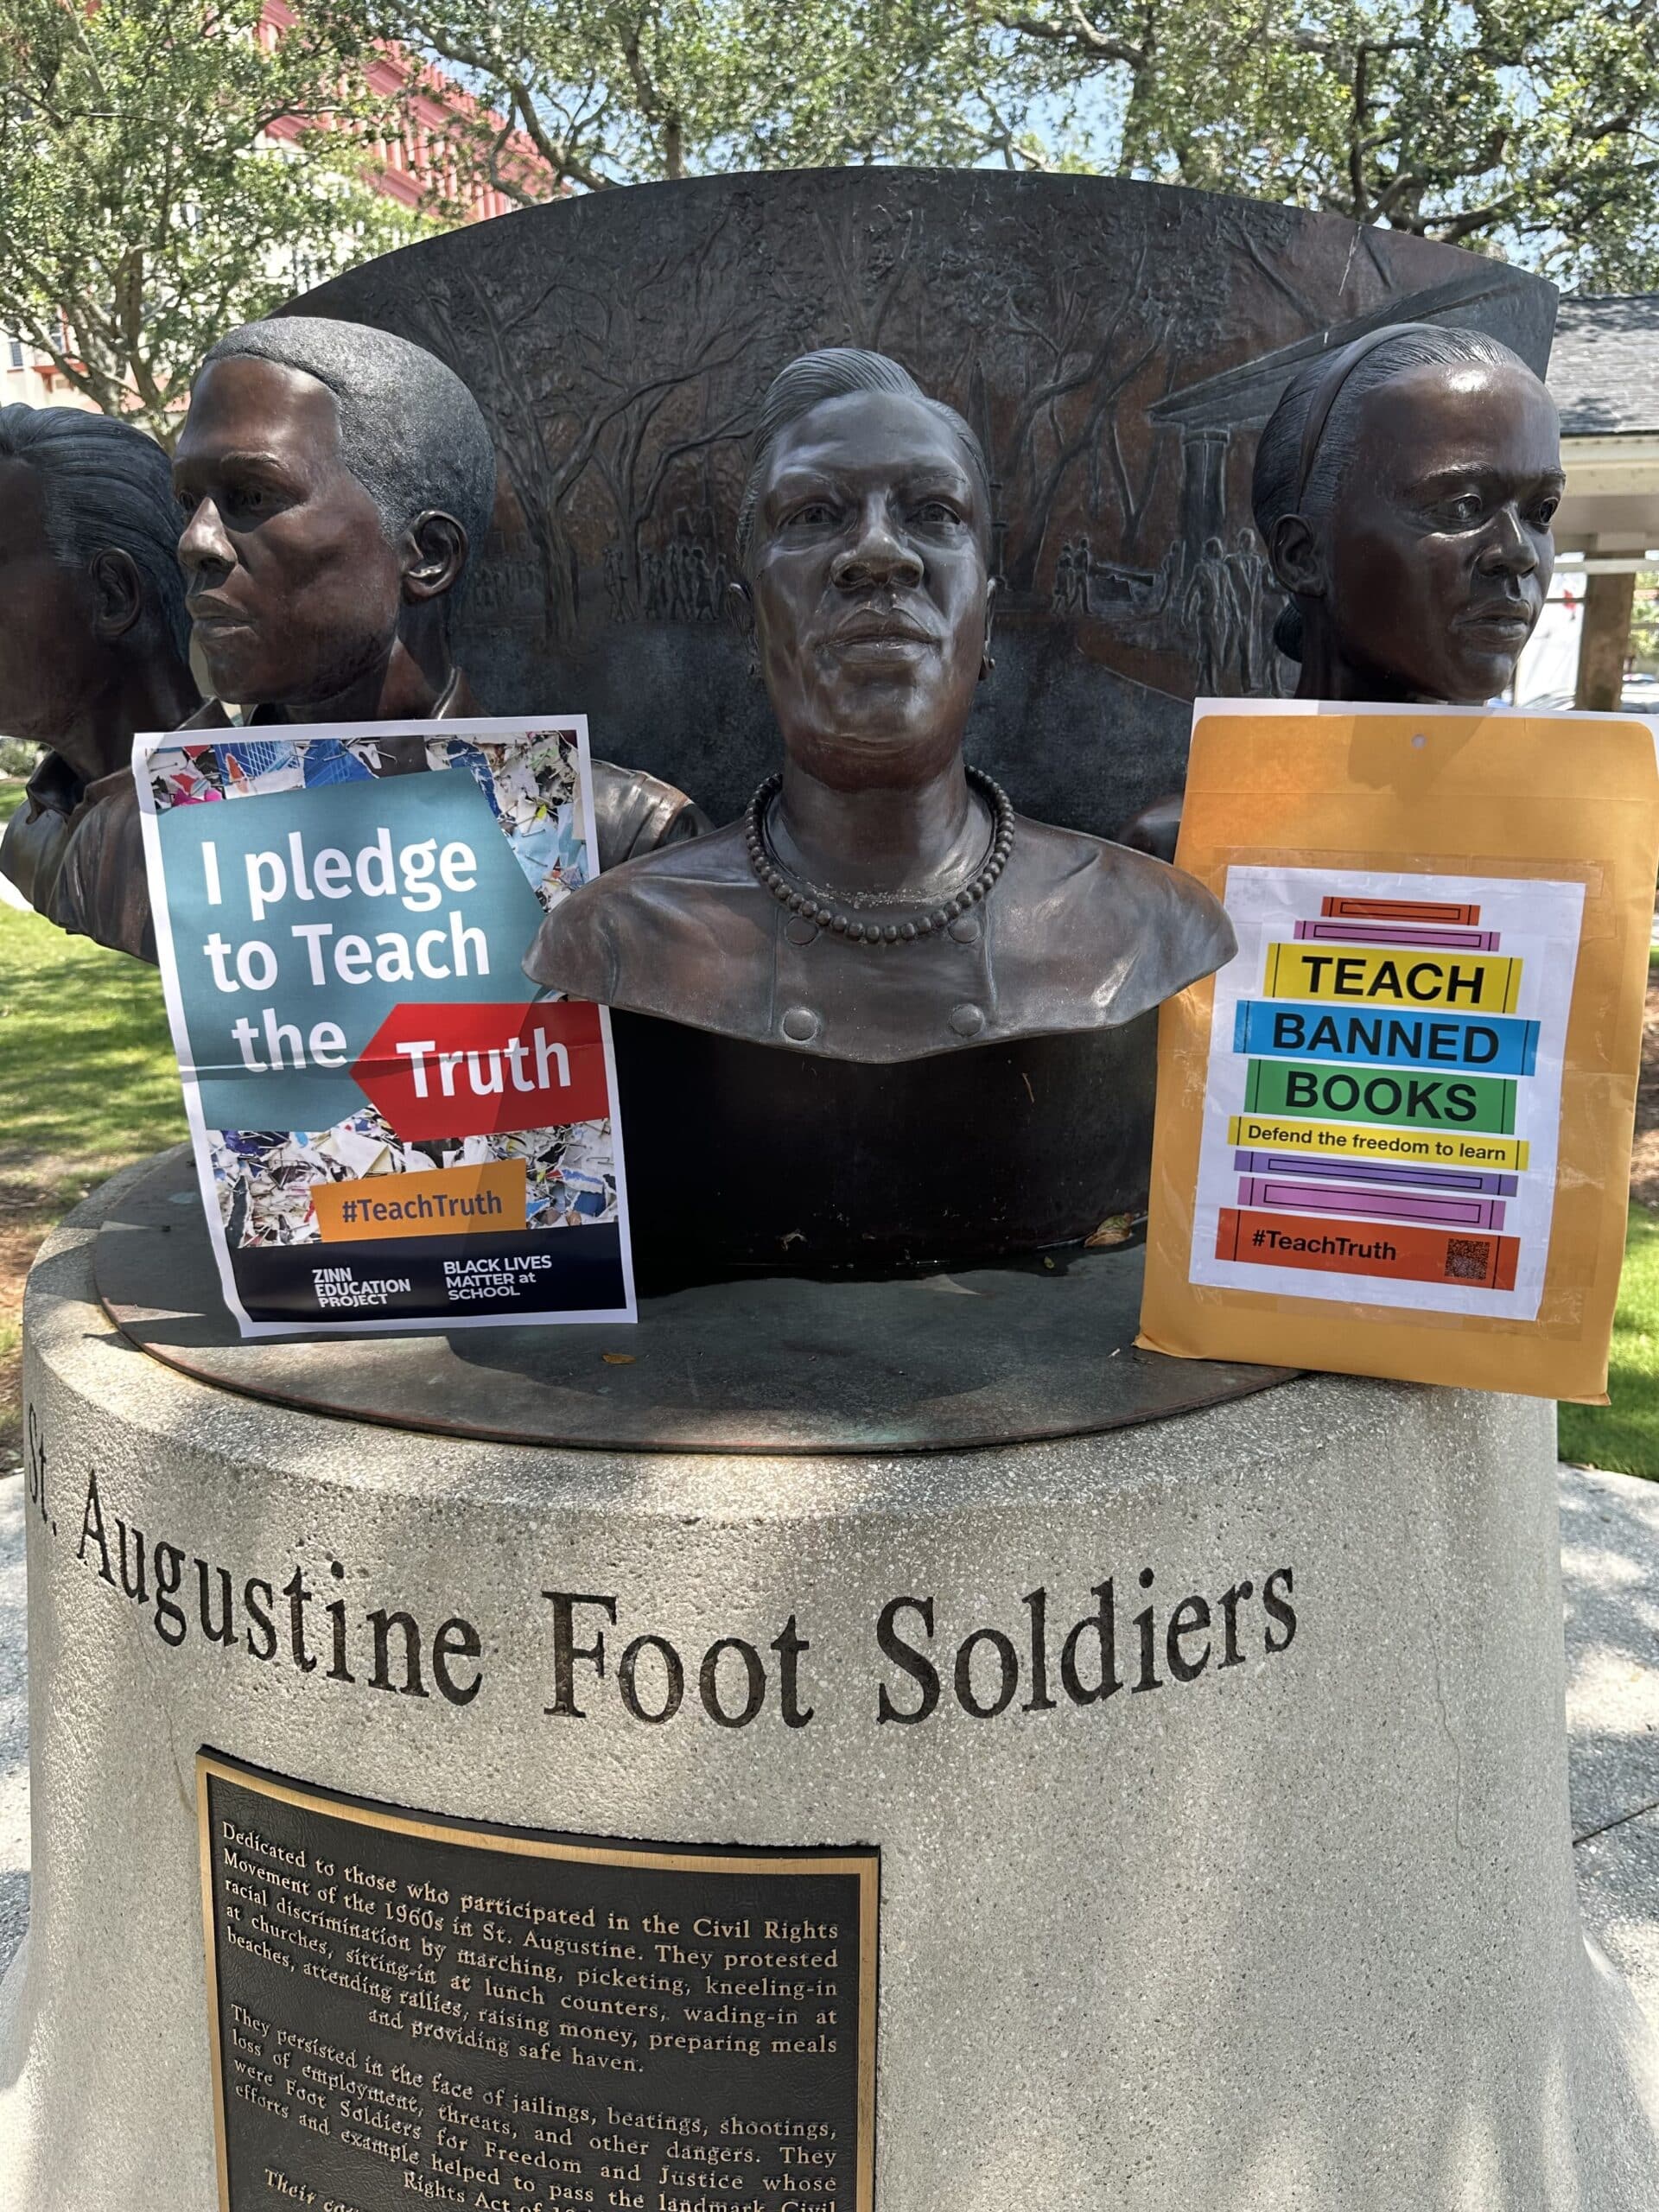 I pledge
to Teach
the Truth
#TeachTruth
ZINN
EDUCATION
PROJECT
BLACK LIVES
MATTER at
SCHOOL
TEACH
BANNED
BOOKS
Defend the freedom to learn
#TeachTruth
St. Augustine Foot Soldiers
Dedicated to those who participated in the Civil Rights
Movement of the 1960s in St. Augustine. They protested
racial discrimination by marching, picketing, kneeling-in
at churches, sitting-in at lunch counters, wading-in at
beaches, attending rallies, raising money, preparing meals
and providing safe haven.
They persisted in the face of jailings, beatings, shootings,
loss of employment, threats, and other dangers. They
were Foot Soldiers for Freedom and Justice whose
efforts and example helped to pass the landmark Civil
Rights Act of
Their